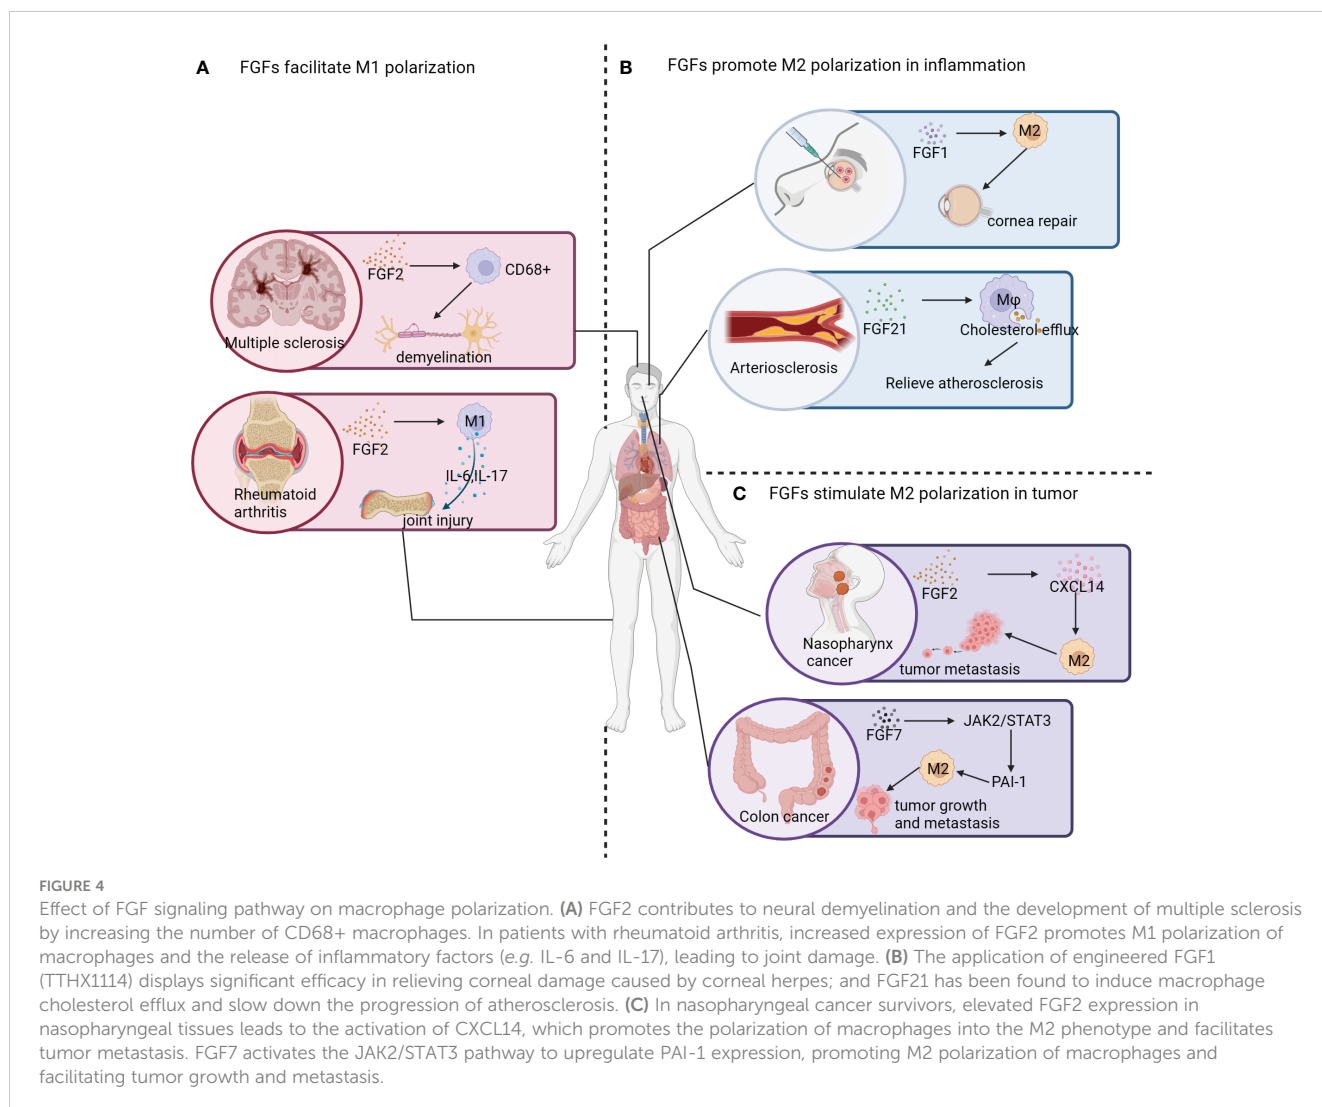 A FGFs facilitate M1 polarization
B FGFs promote M2 polarization in inflammation
FGF1
M2
cornea repair
FGF2
CD68+
Multiple sclerosis
demyelination
Arteriosclerosis
FGF21
Mφ
Cholesterol efflux
Relieve atherosclerosis
FGF2
M1
IL-6,IL-17
Rheumatoid
arthritis
joint injury
C FGFs stimulate M2 polarization in tumor
Nasopharynx
cancer
FGF2
CXCL14
M2
tumor metastasis
Colon cancer
FGF7
JAK2/STAT3
PAI-1
M2
tumor growth
and metastasis
FIGURE 4
Effect of FGF signaling pathway on macrophage polarization. (A) FGF2 contributes to neural demyelination and the development of multiple sclerosis
by increasing the number of CD68+ macrophages. In patients with rheumatoid arthritis, increased expression of FGF2 promotes M1 polarization of
macrophages and the release of inflammatory factors (e.g. IL-6 and IL-17), leading to joint damage. (B) The application of engineered FGF1
(TTHX1114) displays significant efficacy in relieving corneal damage caused by corneal herpes; and FGF21 has been found to induce macrophage
cholesterol efflux and slow down the progression of atherosclerosis. (C) In nasopharyngeal cancer survivors, elevated FGF2 expression in
nasopharyngeal tissues leads to the activation of CXCL14, which promotes the polarization of macrophages into the M2 phenotype and facilitates
tumor metastasis. FGF7 activates the JAK2/STAT3 pathway to upregulate PAI-1 expression, promoting M2 polarization of macrophages and
facilitating tumor growth and metastasis.